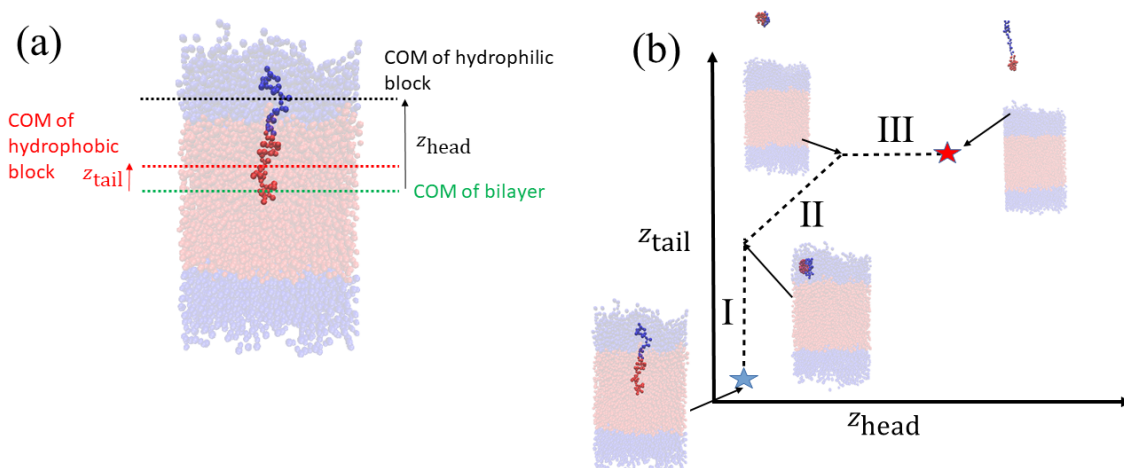 (a)
COM of hydrophilic
block
COM of
hydrophobic
block
z_tail
z_head
COM of bilayer
(b)
III
II
z_tail
I
z_head